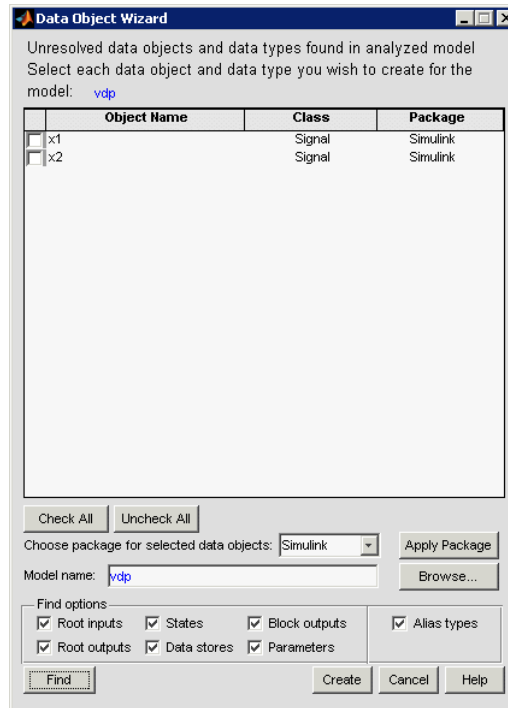 Data Object Wizard
Unresolved data objects and data types found in analyzed model
Select each data object and data type you wish to create for the
model: vdp
Object Name Class Package
x1 Signal Simulink
x2 Signal Simulink
Check All Uncheck All
Choose package for selected data objects: Simulink Apply Package
Model name: vdp Browse...
Find options
Root inputs States Block outputs Alias types
Root outputs Data stores Parameters
Find Create Cancel Help